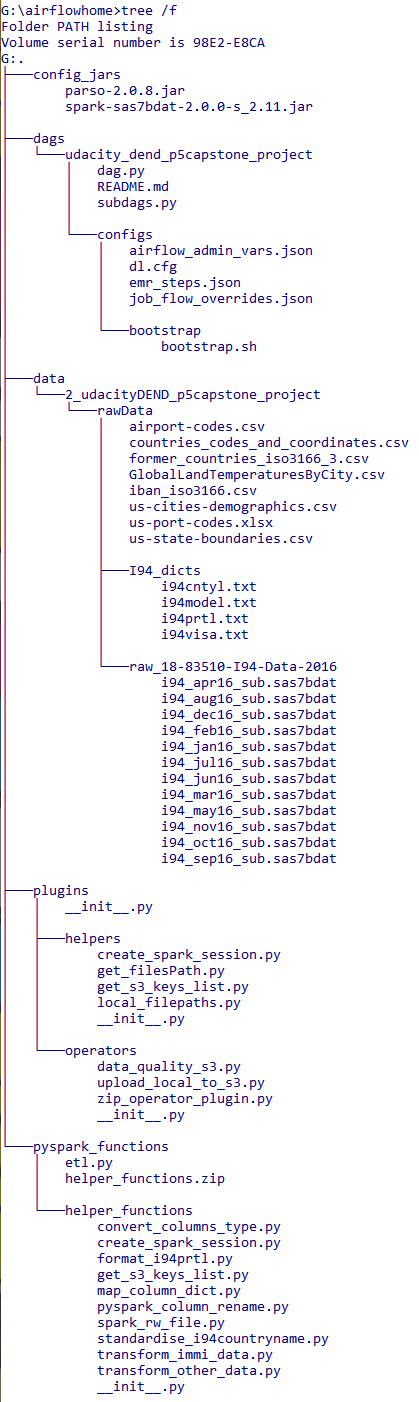 G:\airflowhome>tree /f
Folder PATH listing
Volume serial number is 98E2-E8CA
G:.
├───config_jars
│       parso-2.0.8.jar
│       spark-sas7bdat-2.0.0-s_2.11.jar
│
├───dags
│   └───udacity_dend_p5capstone_project
│       │   dag.py
│       │   README.md
│       │   subdags.py
│       │
│       └───configs
│           │   airflow_admin_vars.json
│           │   dl.cfg
│           │   emr_steps.json
│           │   job_flow_overrides.json
│           │
│           └───bootstrap
│                   bootstrap.sh
│
├───data
│   └───2_udacityDEND_p5capstone_project
│       └───rawData
│           │   airport-codes.csv
│           │   countries_codes_and_coordinates.csv
│           │   former_countries_iso3166_3.csv
│           │   GlobalLandTemperaturesByCity.csv
│           │   iban_iso3166.csv
│           │   us-cities-demographics.csv
│           │   us-port-codes.xlsx
│           │   us-state-boundaries.csv
│           │
│           ├───I94_dicts
│           │       i94cntyl.txt
│           │       i94model.txt
│           │       i94prtl.txt
│           │       i94visa.txt
│           │
│           └───raw_18-83510-I94-Data-2016
│                   i94_apr16_sub.sas7bdat
│                   i94_aug16_sub.sas7bdat
│                   i94_dec16_sub.sas7bdat
│                   i94_feb16_sub.sas7bdat
│                   i94_jan16_sub.sas7bdat
│                   i94_jul16_sub.sas7bdat
│                   i94_jun16_sub.sas7bdat
│                   i94_mar16_sub.sas7bdat
│                   i94_may16_sub.sas7bdat
│                   i94_nov16_sub.sas7bdat
│                   i94_oct16_sub.sas7bdat
│                   i94_sep16_sub.sas7bdat
│
├───plugins
│   │   __init__.py
│   │
│   ├───helpers
│   │       create_spark_session.py
│   │       get_filesPath.py
│   │       get_s3_keys_list.py
│   │       local_filepaths.py
│   │       __init__.py
│   │
│   └───operators
│           data_quality_s3.py
│           upload_local_to_s3.py
│           zip_operator_plugin.py
│           __init__.py
│
└───pyspark_functions
    │   etl.py
    │   helper_functions.zip
    │
    └───helper_functions
            convert_columns_type.py
            create_spark_session.py
            format_i94prtl.py
            get_s3_keys_list.py
            map_column_dict.py
            pyspark_column_rename.py
            spark_rw_file.py
            standardise_i94countryname.py
            transform_immi_data.py
            transform_other_data.py
            __init__.py